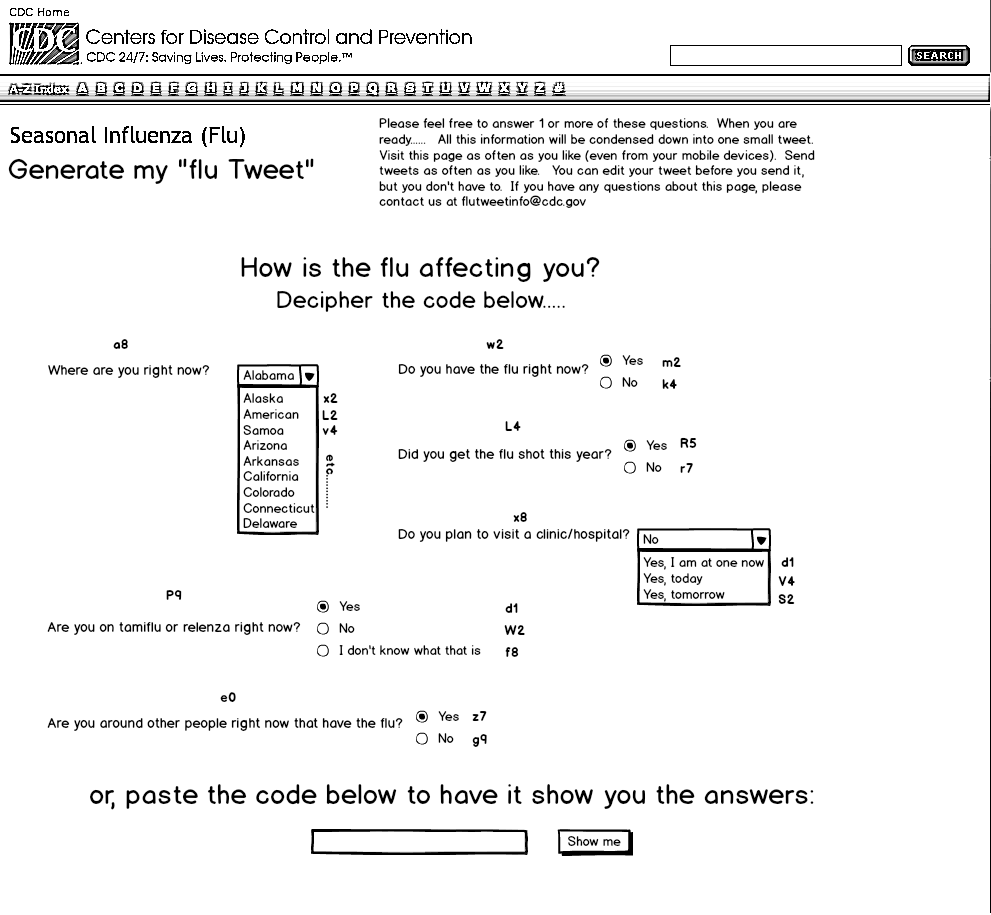 CDC Home
CDC
Centers for Disease Control and Prevention
CDC 24/7: Saving Lives. Protecting People.™
SEARCH
A-Z Index A B C D E F G H I J K L M N O P Q R S T U V W X Y Z #
Seasonal Influenza (Flu)
Generate my "flu Tweet"
Please feel free to answer 1 or more of these questions. When you are
ready..... All this information will be condensed down into one small tweet.
Visit this page as often as you like (even from your mobile devices). Send
tweets as often as you like. You can edit your tweet before you send it,
but you don't have to. If you have any questions about this page, please
contact us at flutweetinfo@cdc.gov
How is the flu affecting you?
Decipher the code below.....
a8
Where are you right now?
Alabama
Alaska x2
American L2
Samoa v4
Arizona
Arkansas
California
Colorado
Connecticut
Delaware
etc..........
w2
Do you have the flu right now?
Yes m2
No k4
L4
Did you get the flu shot this year?
Yes R5
No r7
x8
Do you plan to visit a clinic/hospital?
No
Yes, I am at one now d1
Yes, today V4
Yes, tomorrow S2
P9
Are you on tamiflu or relenza right now?
Yes d1
No W2
I don't know what that is f8
e0
Are you around other people right now that have the flu?
Yes z7
No g9
or, paste the code below to have it show you the answers:
Show me